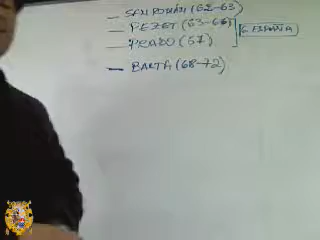 — SAN ROMÁN (62-63)
— PEZET (63-65)
— PRADO (67)
G. ESPAÑA
— BALTA (68-72)